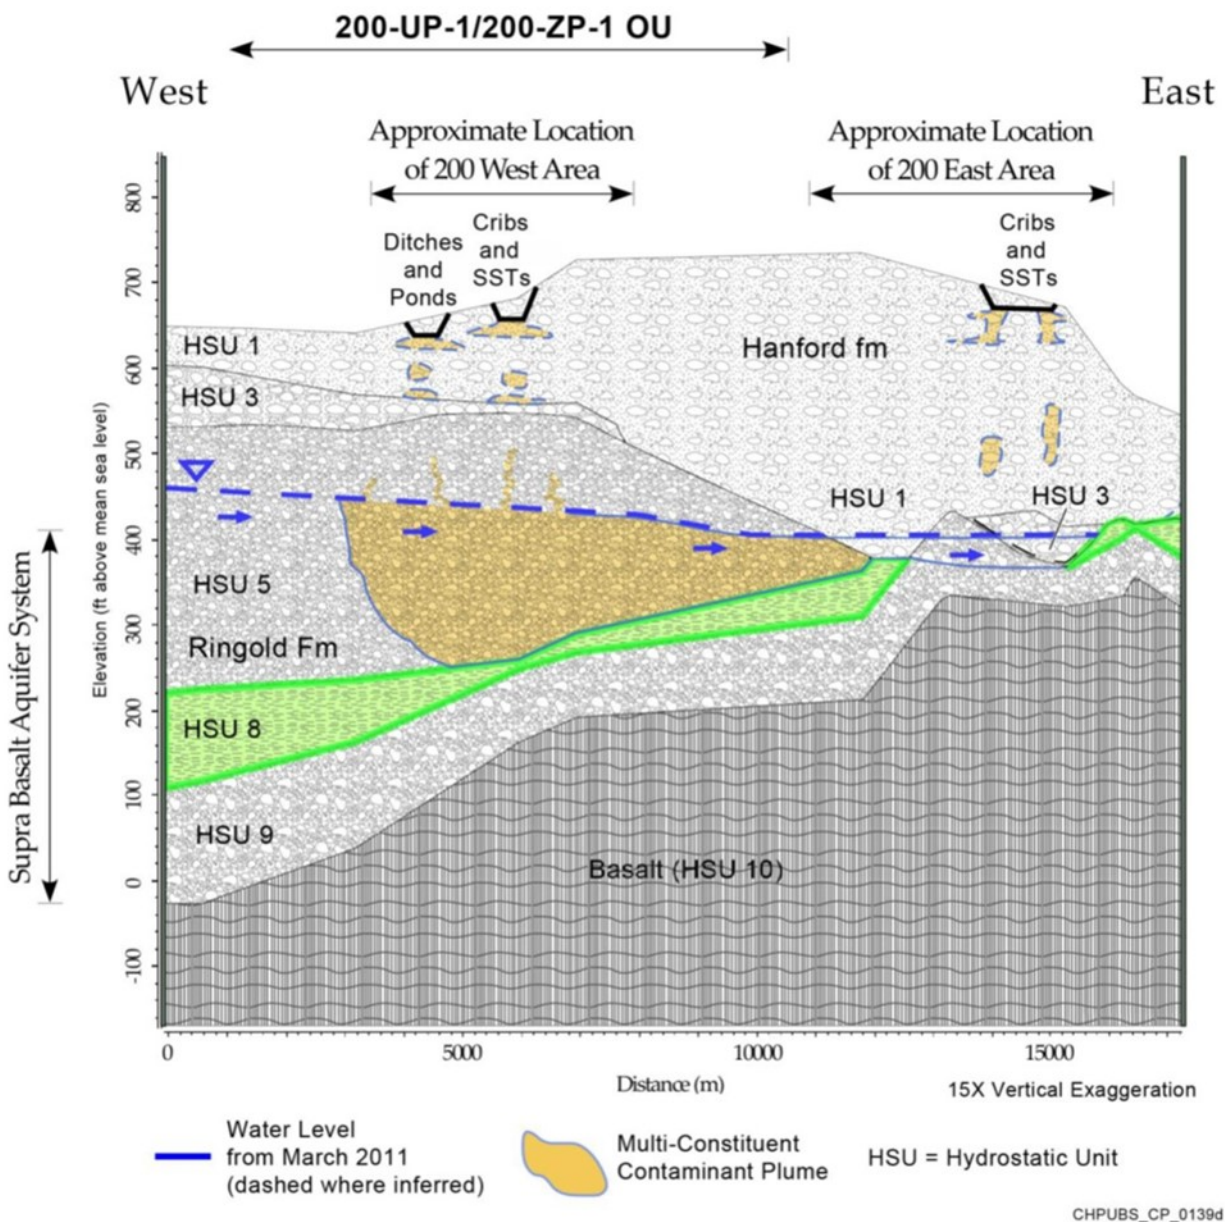 200-UP-1/200-ZP-1 OU
West
East
Approximate Location
of 200 West Area
Approximate Location
of 200 East Area
Ditches
and
Ponds
Cribs
and
SSTs
Cribs
and
SSTs
800
700
600
500
400
300
200
100
0
-100
Elevation (ft above mean sea level)
Supra Basalt Aquifer System
HSU 1
HSU 3
Hanford fm
HSU 1
HSU 3
HSU 5
Ringold Fm
HSU 8
HSU 9
Basalt (HSU 10)
0
5000
10000
15000
Distance (m)
15X Vertical Exaggeration
Water Level
from March 2011
(dashed where inferred)
Multi-Constituent
Contaminant Plume
HSU = Hydrostatic Unit
CHPUBS_CP_0139d